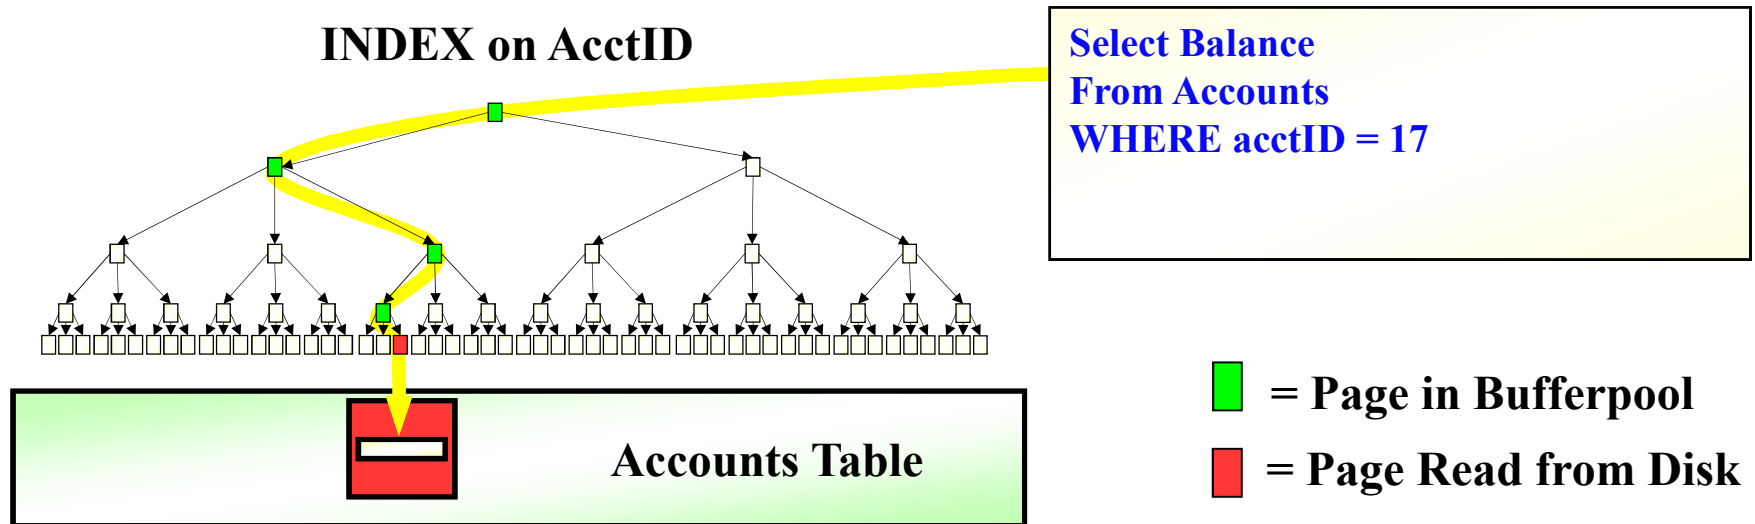 INDEX on AcctID
Select Balance
From Accounts
WHERE acctID = 17
= Page in Bufferpool
Accounts Table
= Page Read from Disk